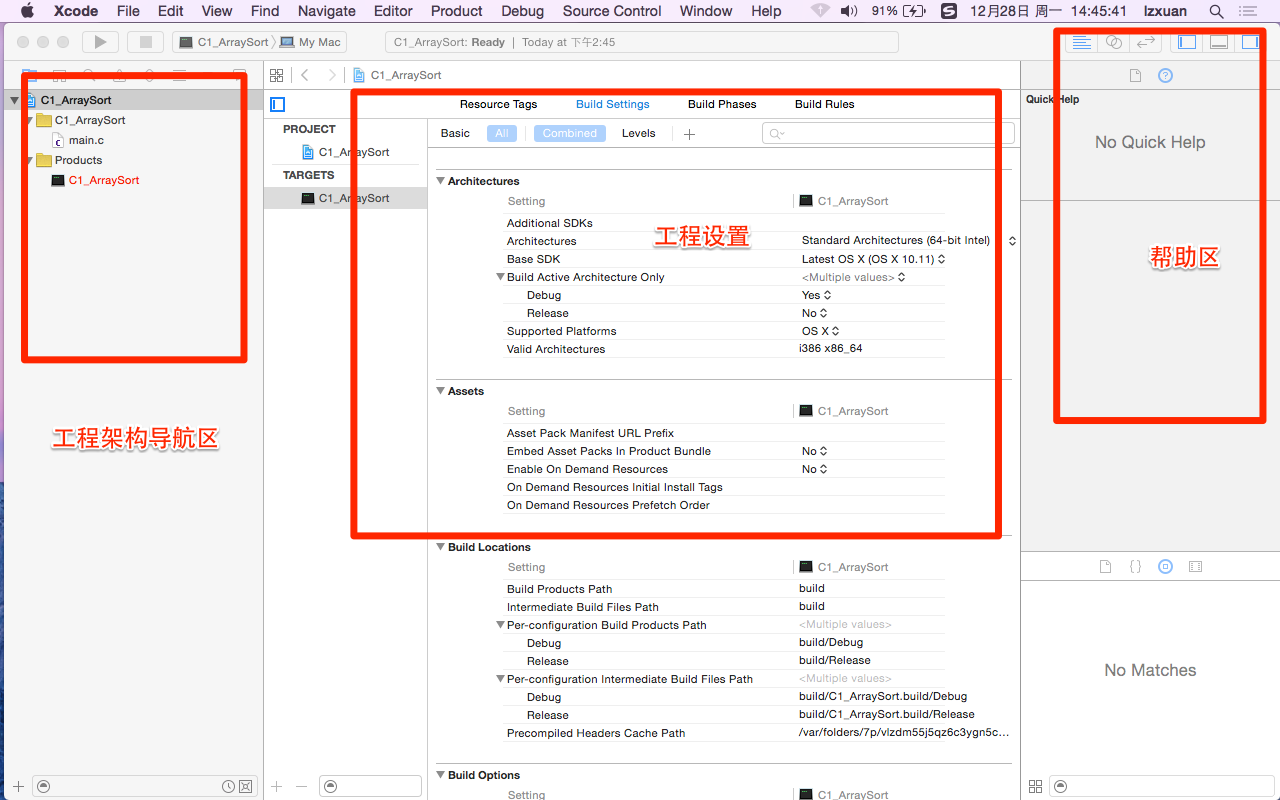 Xcode File Edit View Find Navigate Editor Product Debug Source Control Window Help 91% 12月28日 周一 14:45:41 lzxuan
C1_ArraySort My Mac C1_ArraySort: Ready | Today at 下午2:45
C1_ArraySort
C1_ArraySort
C1_ArraySort
main.c
Products
C1_ArraySort
工程架构导航区
PROJECT
C1_ArraySort
TARGETS
C1_ArraySort
Resource Tags Build Settings Build Phases Build Rules
Basic All Combined Levels
Architectures
Setting C1_ArraySort
Additional SDKs
工程设置
Architectures Standard Architectures (64-bit Intel)
Base SDK Latest OS X (OS X 10.11)
Build Active Architecture Only <Multiple values>
Debug Yes
Release No
Supported Platforms OS X
Valid Architectures i386 x86_64
Assets
Setting C1_ArraySort
Asset Pack Manifest URL Prefix
Embed Asset Packs In Product Bundle No
Enable On Demand Resources No
On Demand Resources Initial Install Tags
On Demand Resources Prefetch Order
Build Locations
Setting C1_ArraySort
Build Products Path build
Intermediate Build Files Path build
Per-configuration Build Products Path <Multiple values>
Debug build/Debug
Release build/Release
Per-configuration Intermediate Build Files Path <Multiple values>
Debug build/C1_ArraySort.build/Debug
Release build/C1_ArraySort.build/Release
Precompiled Headers Cache Path /var/folders/7p/vlzdm55j5qz6c3ygn5c...
Build Options
Setting C1_ArraySort
Quick Help
No Quick Help
帮助区
No Matches